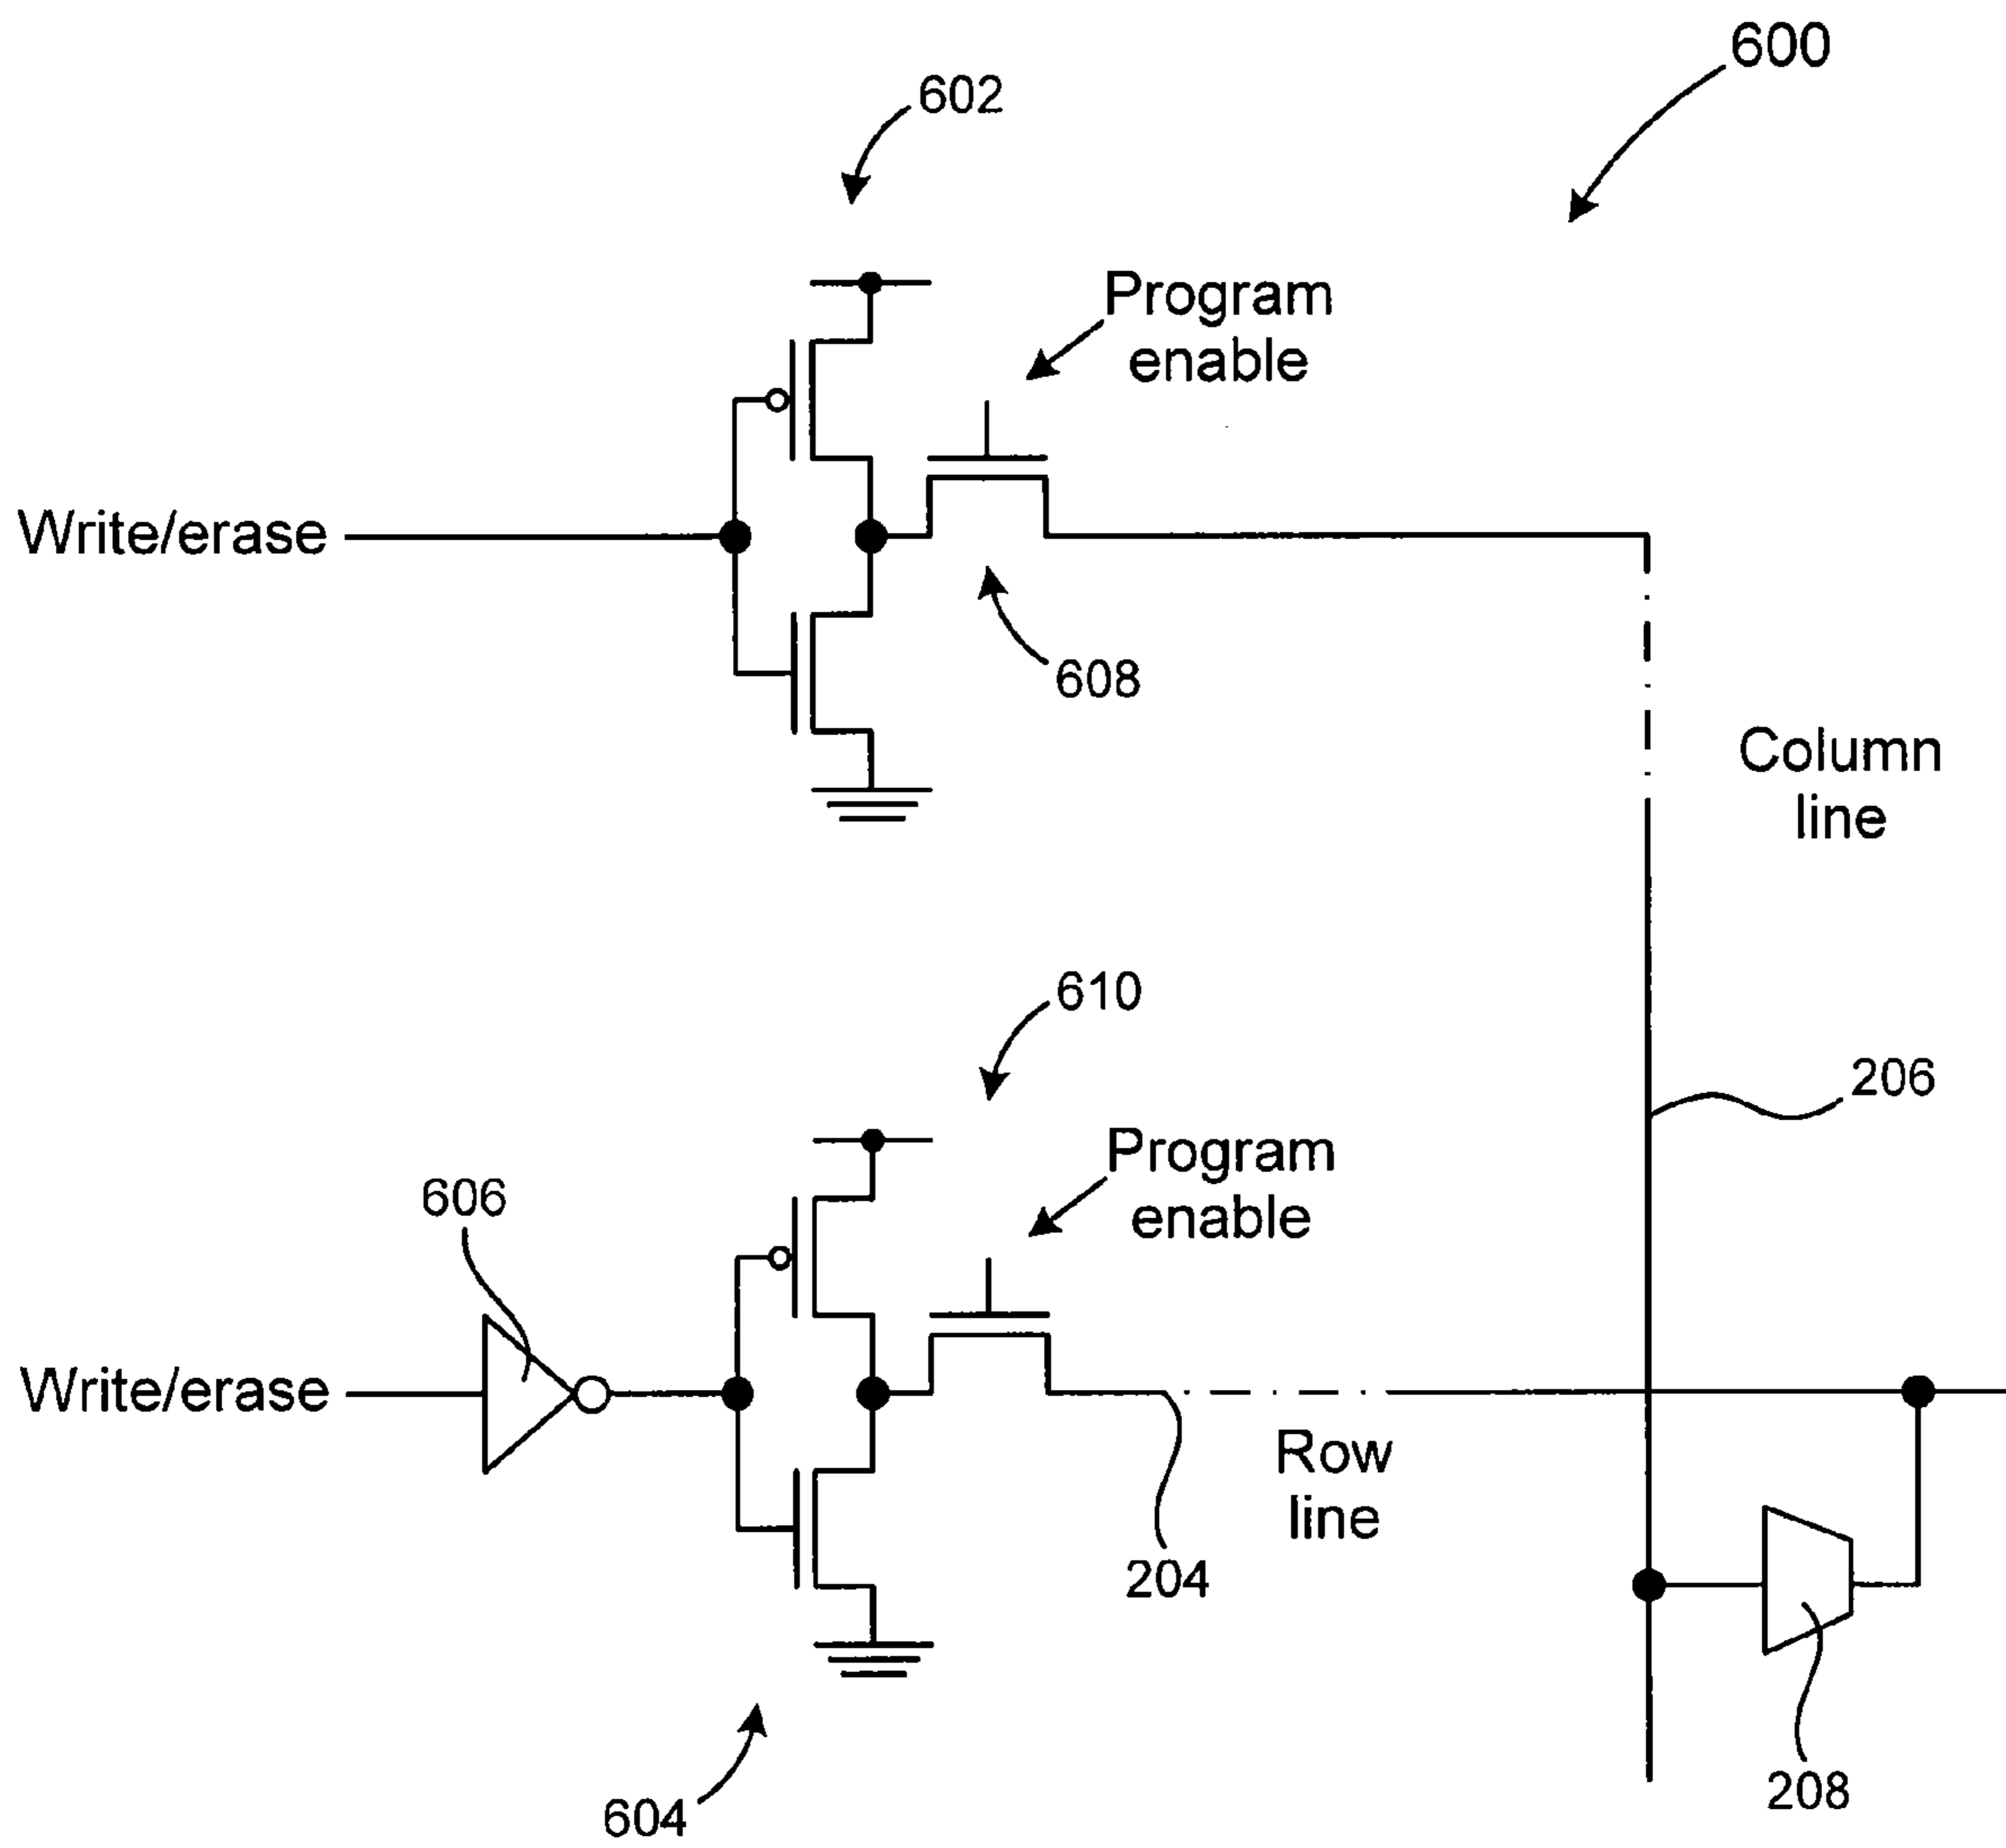 600
602
Program
enable
Write/erase
608
Column
line
610
206
Program
enable
606
Write/erase
Row
line
204
208
604